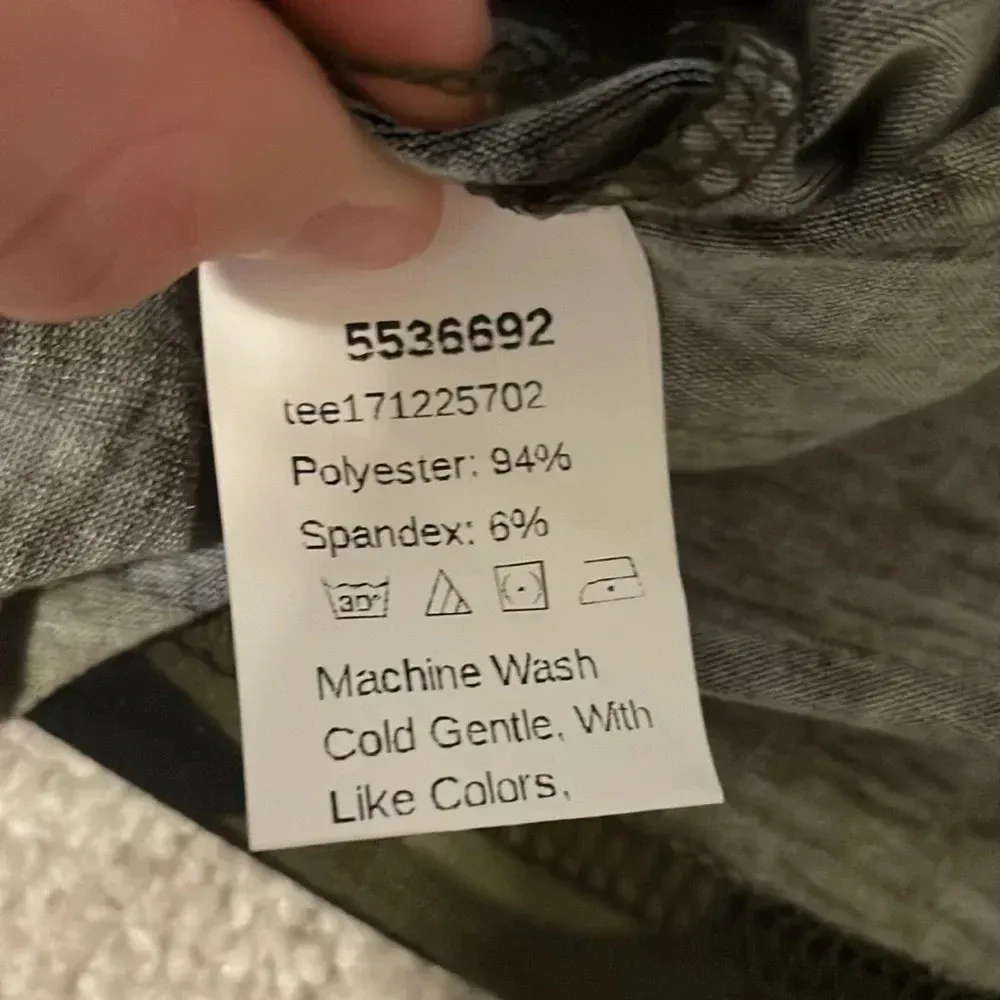 5536692
tee171225702
Polyester: 94%
Spandex: 6%
30°
Machine Wash
Cold Gentle, With
Like Colors,